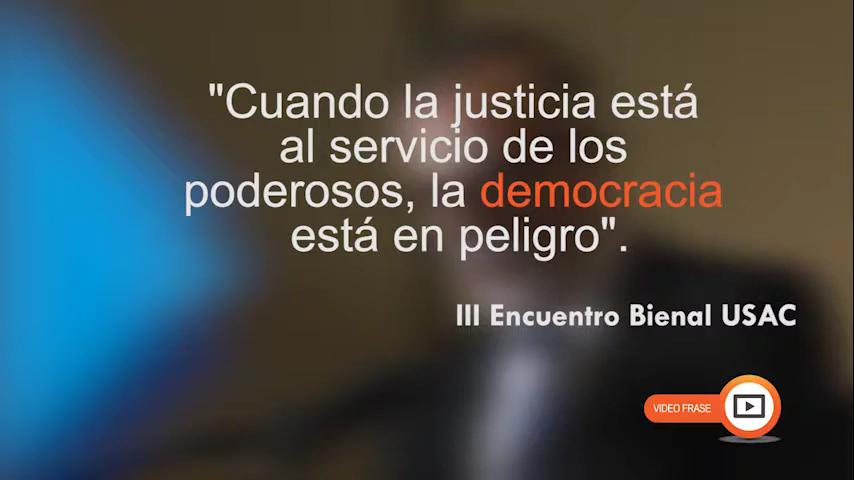 "Cuando la justicia está
al servicio de los
poderosos, la democracia
está en peligro".
III Encuentro Bienal USAC
VIDEO FRASE